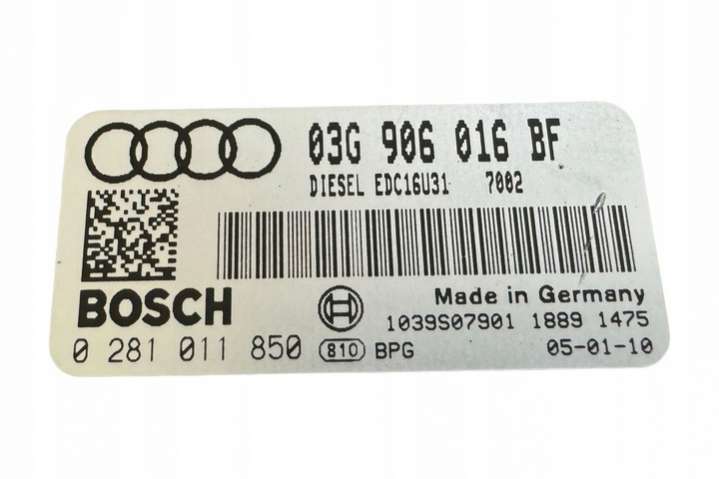 03G 906 016 BF
DIESEL EDC16U31 7002
BOSCH
Made in Germany
1039S07901 1889 1475
0 281 011 850 810 BPG 05-01-10